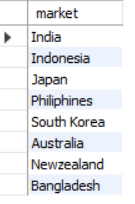 market
India
Indonesia
Japan
Philiphines
South Korea
Australia
Newzealand
Bangladesh